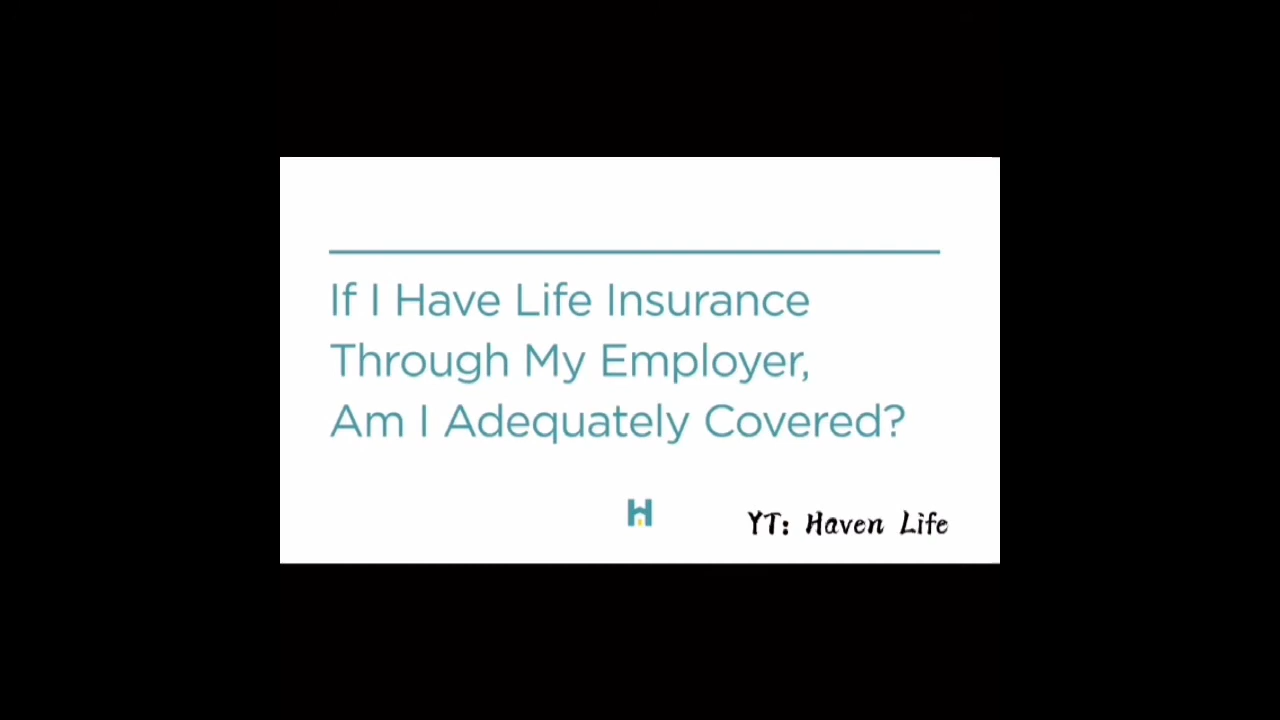 If I Have Life Insurance
Through My Employer,
Am I Adequately Covered?
YT: Haven Life